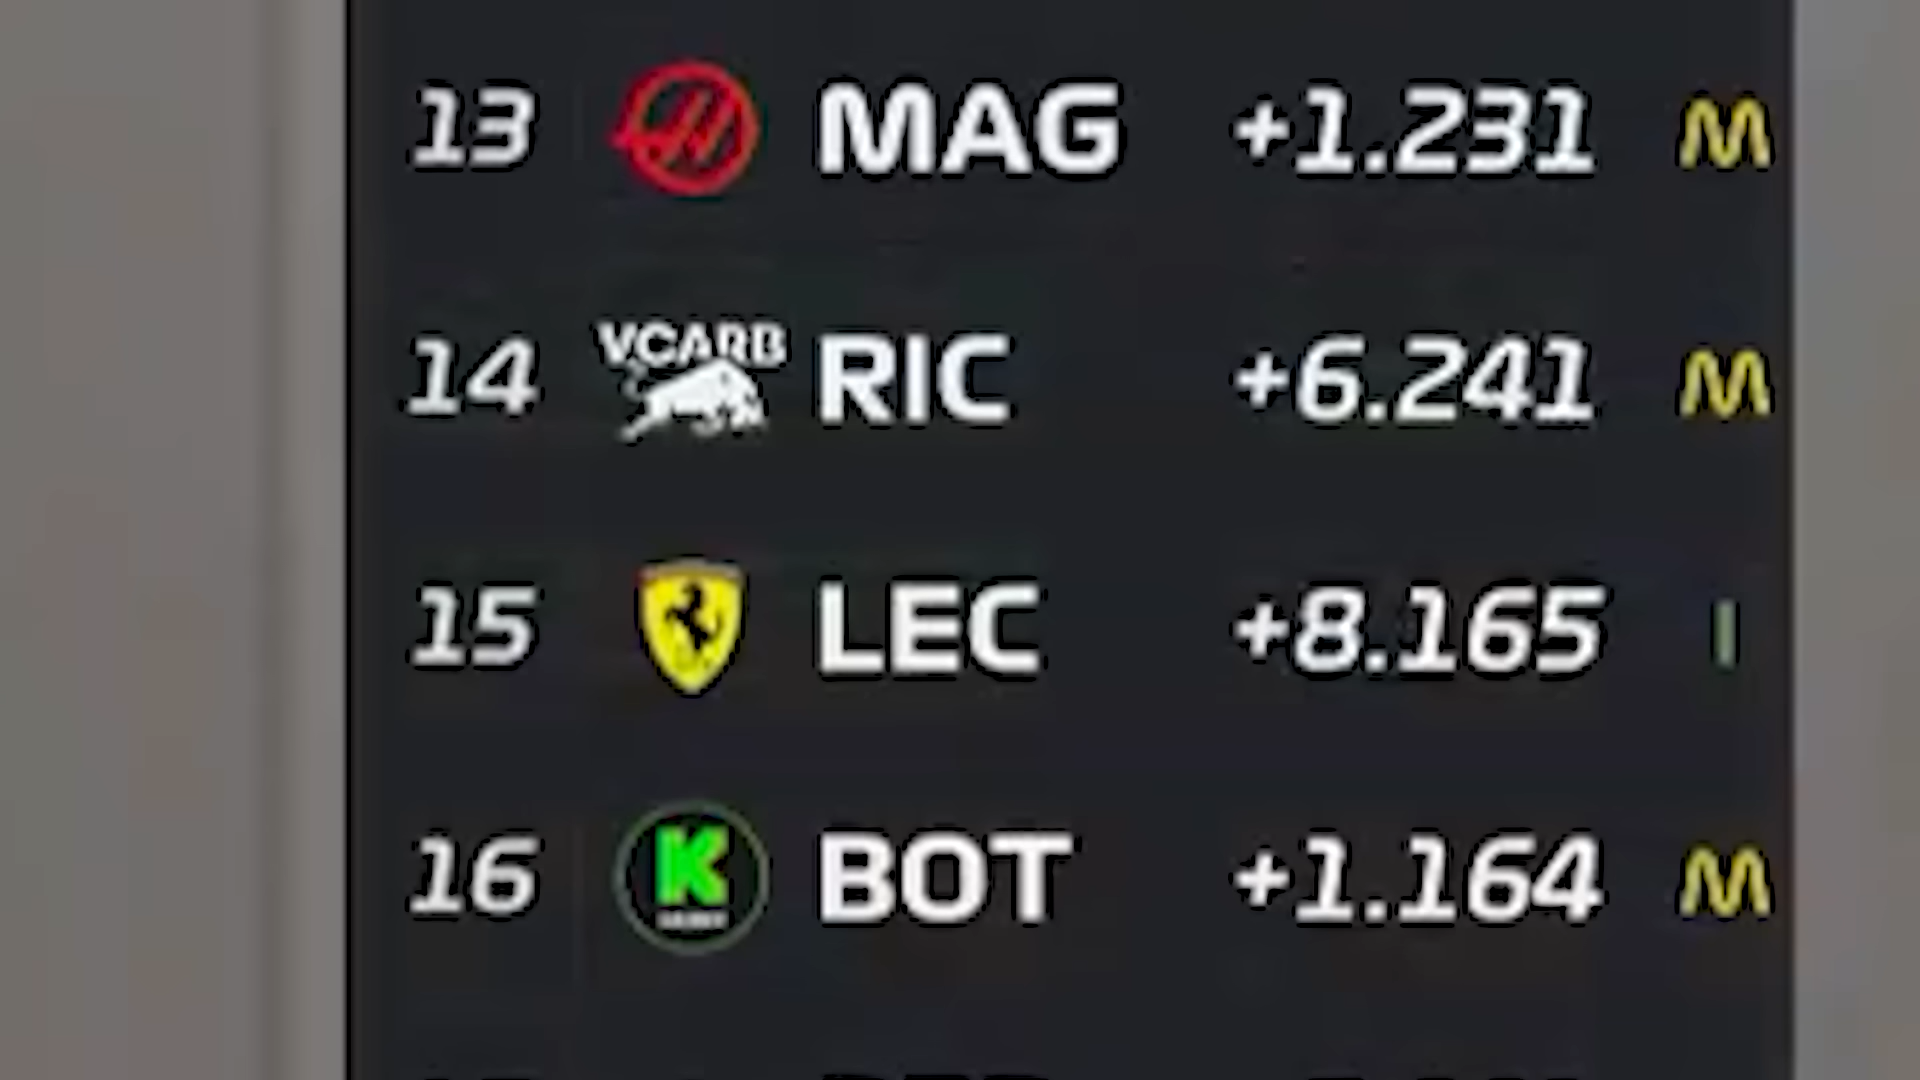 13 MAG +1.231 M
14 VCARB RIC +6.241 M
15 LEC +8.165 I
16 K BOT +1.164 M